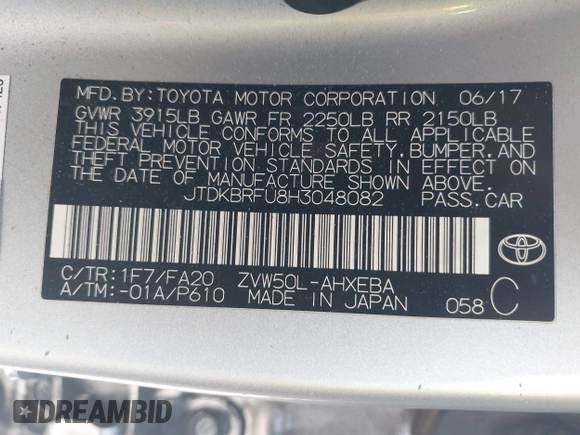 MFD. BY: TOYOTA MOTOR CORPORATION 06/17
GVWR 3915LB GAWR FR 2250LB RR 2150LB
THIS VEHICLE CONFORMS TO ALL APPLICABLE
FEDERAL MOTOR VEHICLE SAFETY, BUMPER, AND
THEFT PREVENTION STANDARDS IN EFFECT ON
THE DATE OF MANUFACTURE SHOWN ABOVE.
JTDKBRFU8H3048082 PASS. CAR
C/TR: 1F7/FA20 ZVW50L-AHXEBA
A/TM: -01A/P610 MADE IN JAPAN 058 C
TOYOTA
DREAMBID